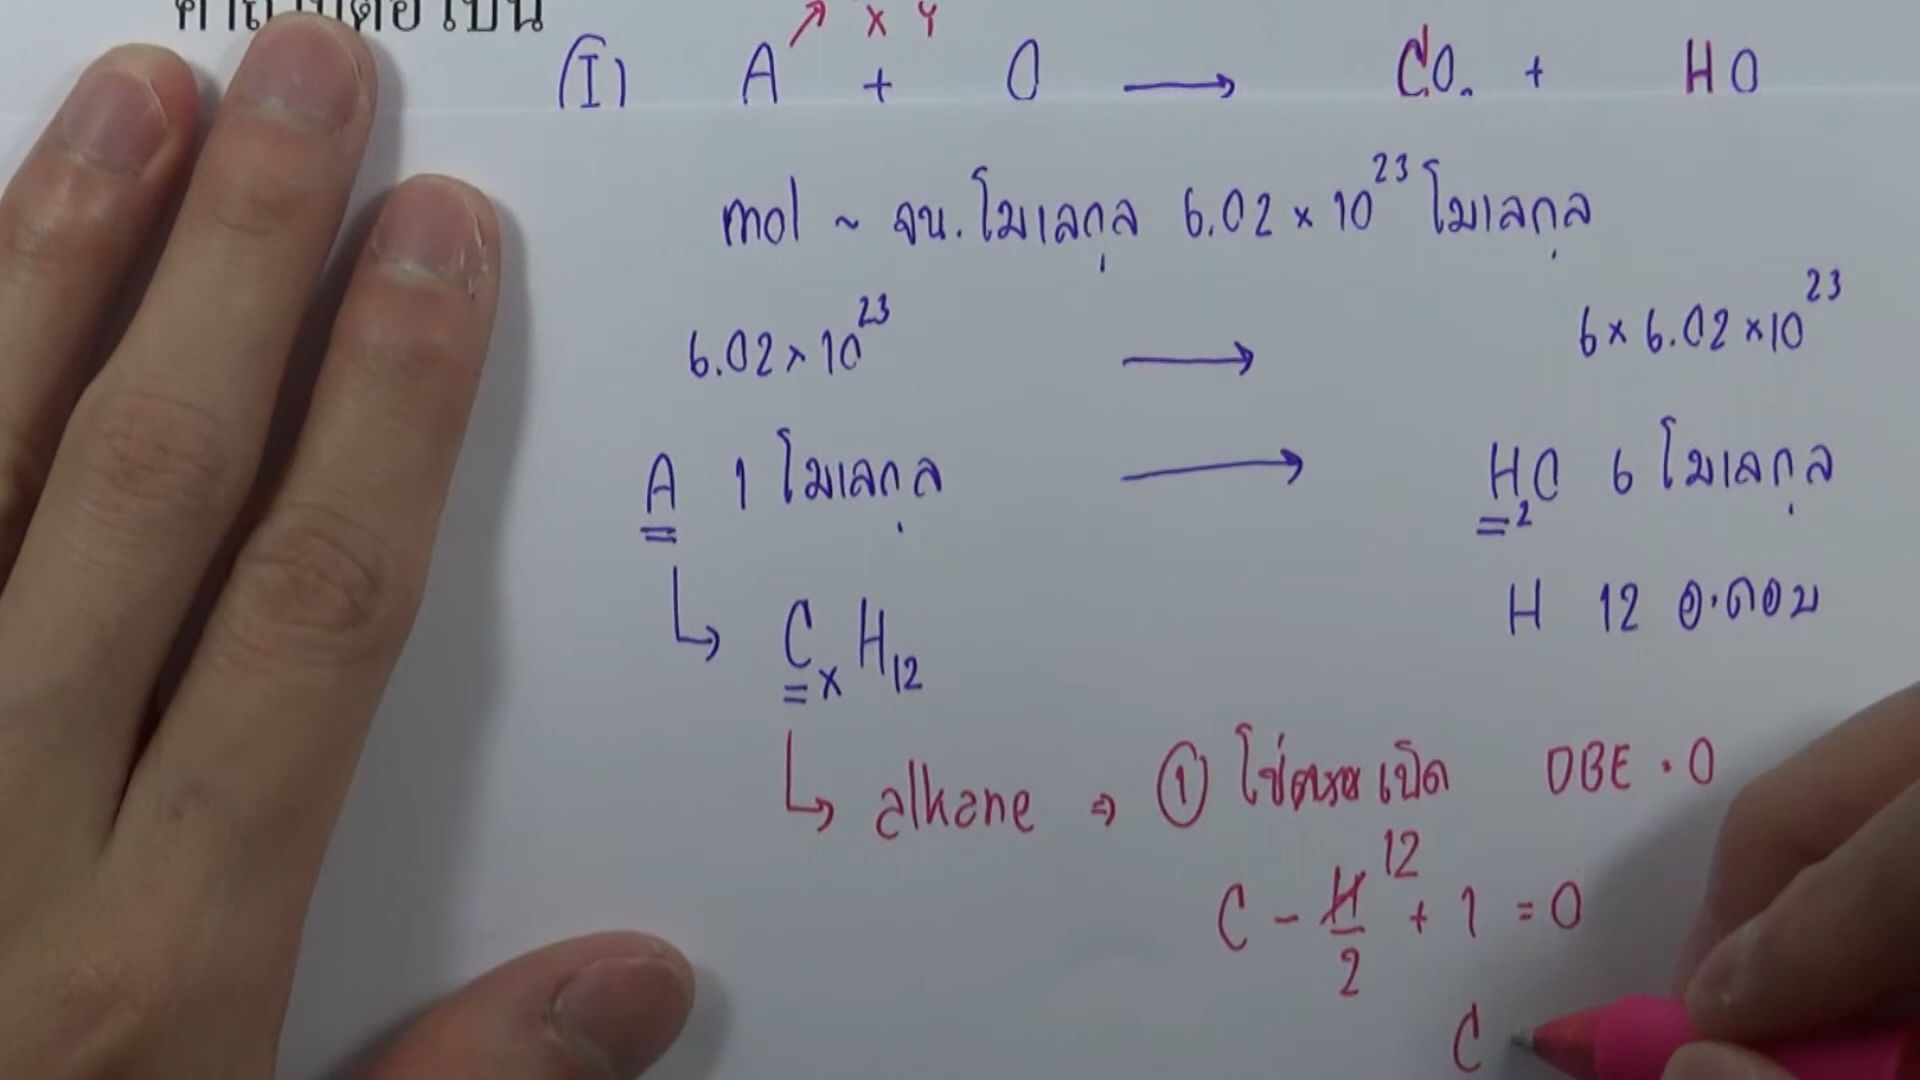 x y
(I) A + O → CO₂ + HO
mol ~ จน. โมเลกุล 6.02 × 10²³ โมเลกุล
6.02 × 10²³ → 6 × 6.02 × 10²³
A 1 โมเลกุล → H₂O 6 โมเลกุล
H 12 อะตอม
CₓH₁₂
alkane ⇒ ① โซ่ตรงเปิด DBE = 0
12
C - H/2 + 1 = 0
C